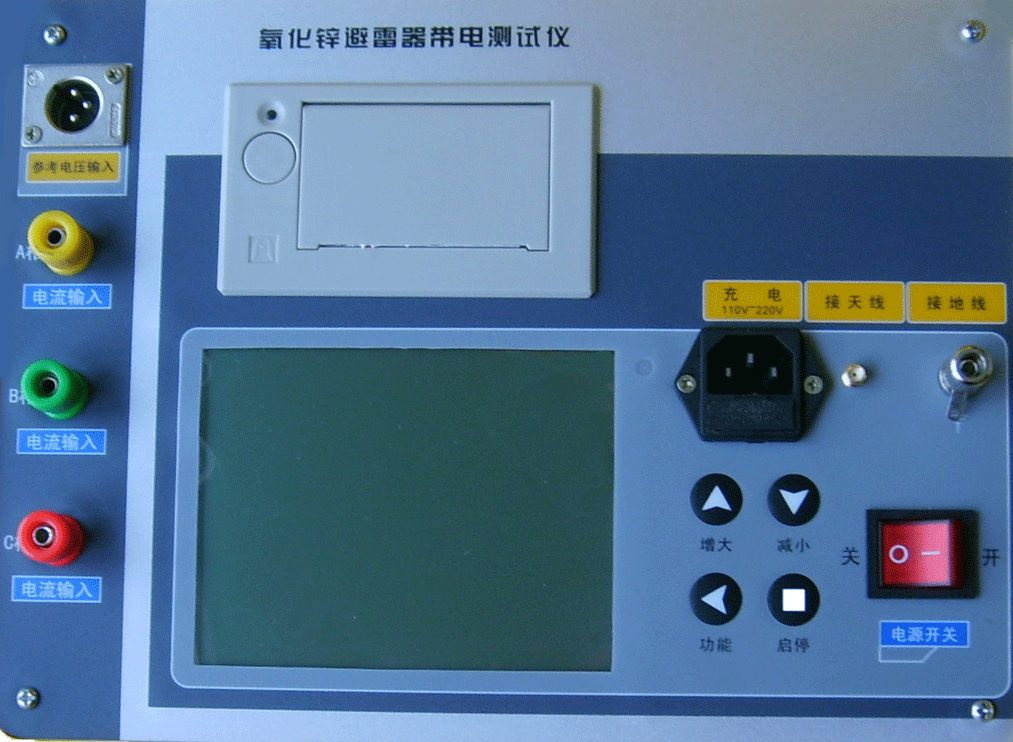 氧化锌避雷器带电测试仪
参考电压输入
A相
电流输入
B相
电流输入
C相
电流输入
充 电
110V~220V
接天线
接地线
增大
减小
功能
启停
关
开
电源开关